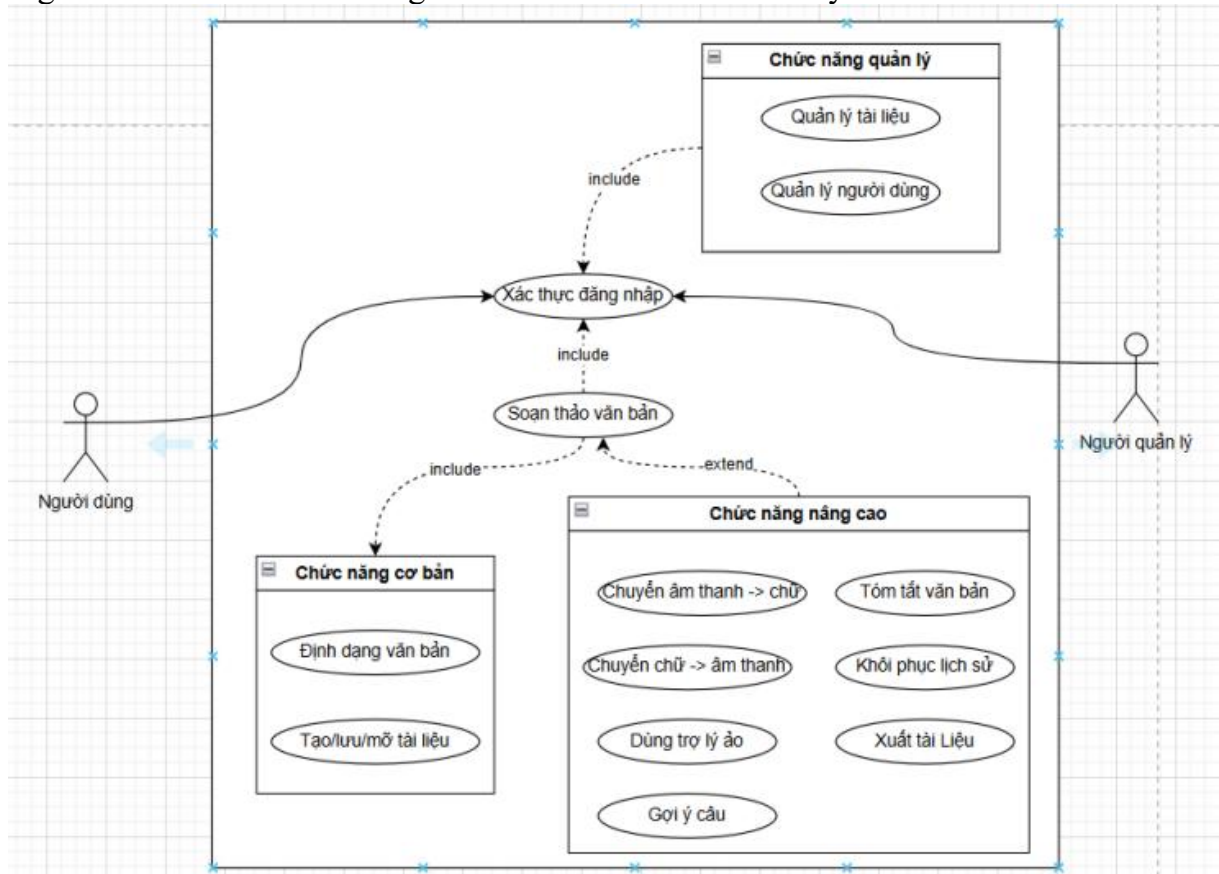 Chức năng quản lý
Quản lý tài liệu
include
Quản lý người dùng
Xác thực đăng nhập
include
Soạn thảo văn bản
Người quản lý
include
extend
Người dùng
Chức năng nâng cao
Chức năng cơ bản
Chuyển âm thanh -> chữ
Tóm tắt văn bản
Định dạng văn bản
Chuyển chữ -> âm thanh
Khôi phục lịch sử
Tạo/lưu/mỡ tài liệu
Dùng trợ lý ảo
Xuất tài Liệu
Gợi ý câu